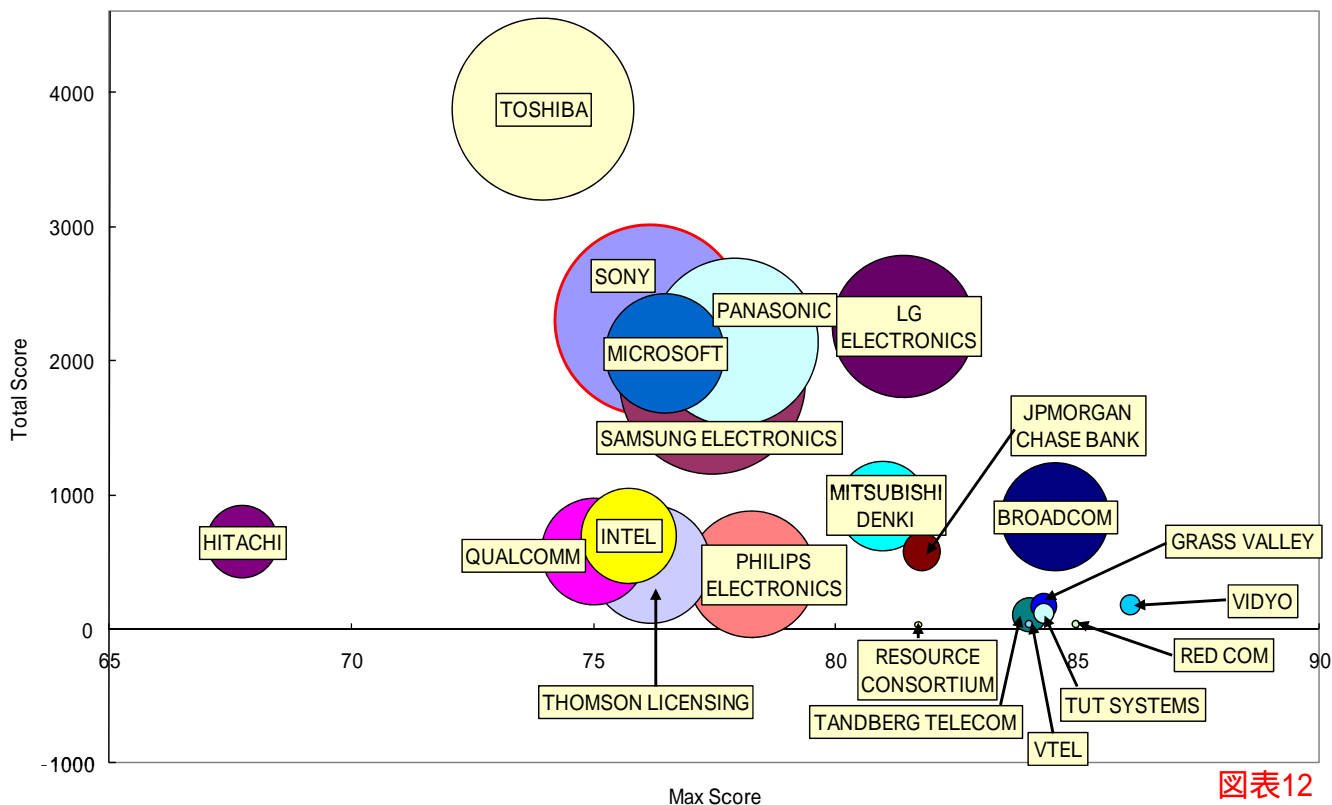 4000
3000
2000
1000
0
-1000
Total Score
TOSHIBA
SONY
PANASONIC
LG
ELECTRONICS
MICROSOFT
SAMSUNG ELECTRONICS
JPMORGAN
CHASE BANK
MITSUBISHI
DENKI
BROADCOM
HITACHI
QUALCOMM
INTEL
PHILIPS
ELECTRONICS
GRASS VALLEY
VIDYO
65
70
75
80
85
90
RESOURCE
CONSORTIUM
RED COM
THOMSON LICENSING
TANDBERG TELECOM
TUT SYSTEMS
VTEL
Max Score
図表12